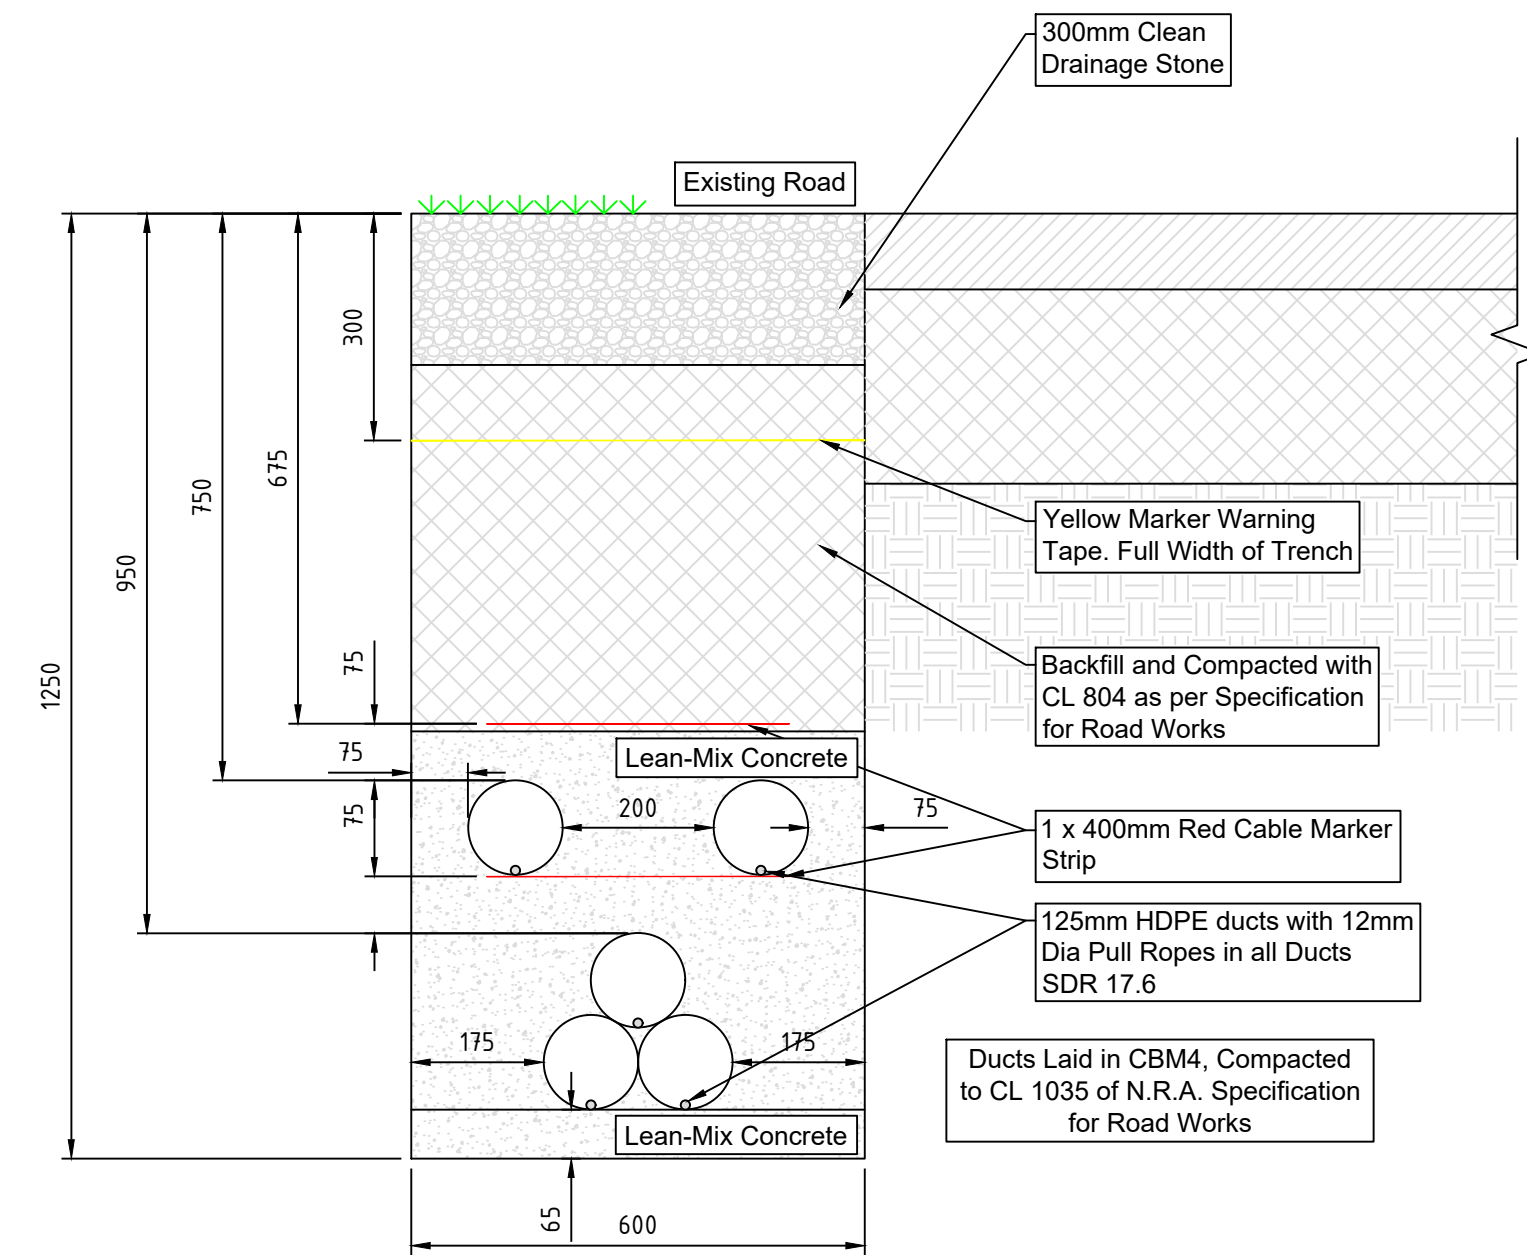 300mm Clean
Drainage Stone
Existing Road
300
675
750
950
1250
75
75
75
200
75
175
175
65
600
Yellow Marker Warning
Tape. Full Width of Trench
Backfill and Compacted with
CL 804 as per Specification
for Road Works
Lean-Mix Concrete
1 x 400mm Red Cable Marker
Strip
125mm HDPE ducts with 12mm
Dia Pull Ropes in all Ducts
SDR 17.6
Ducts Laid in CBM4, Compacted
to CL 1035 of N.R.A. Specification
for Road Works
Lean-Mix Concrete